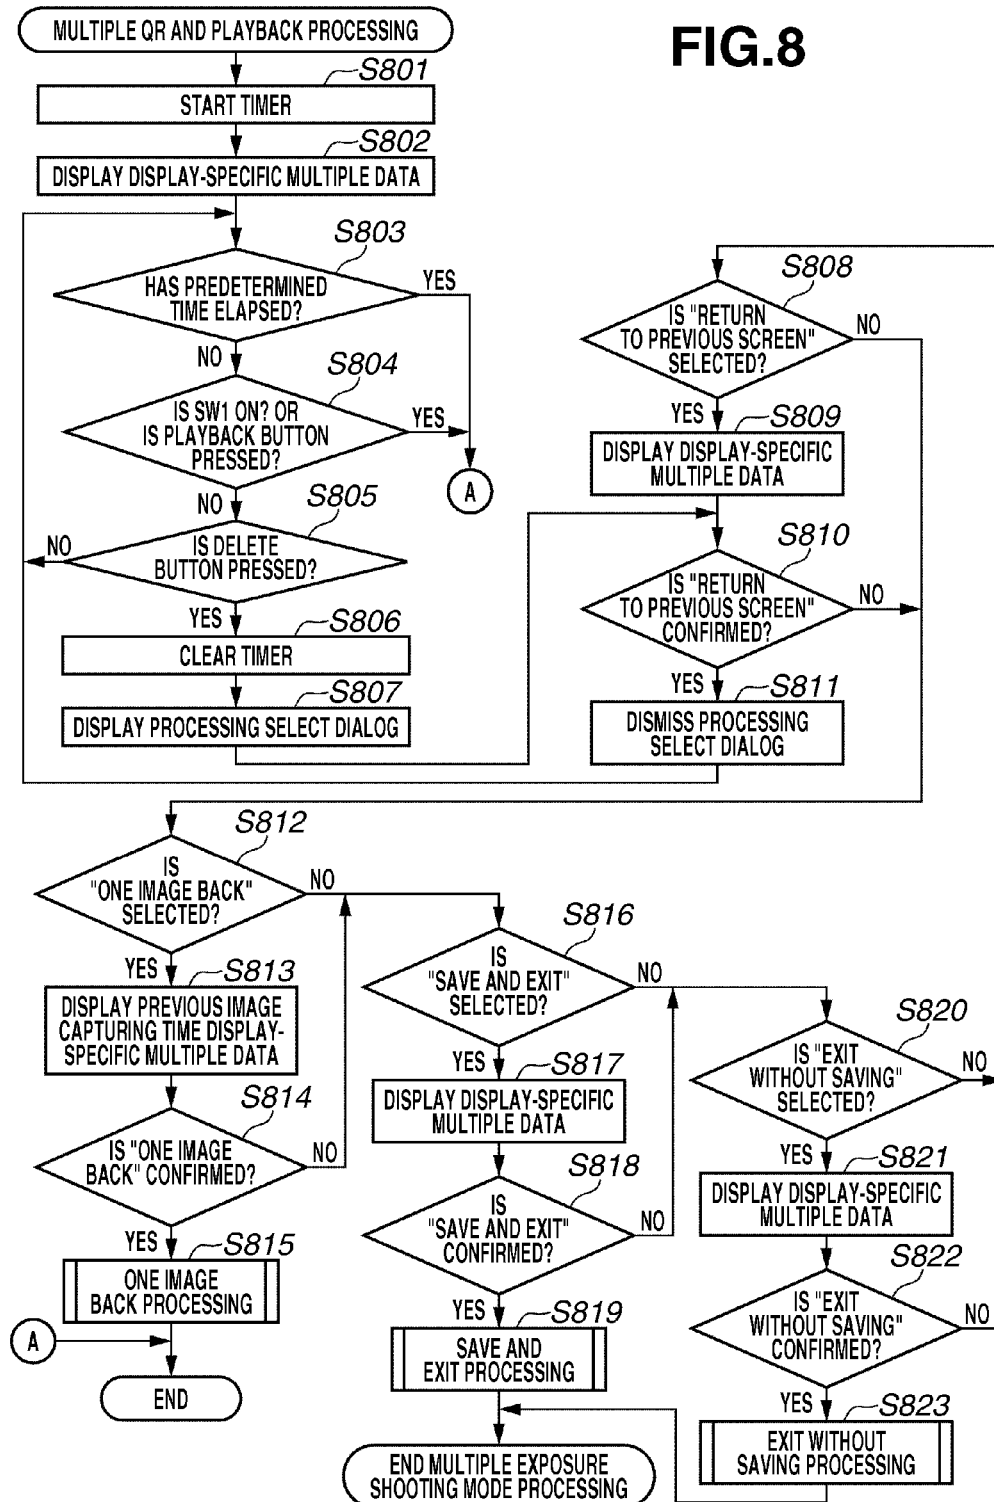 FIG.8
MULTIPLE QR AND PLAYBACK PROCESSING
S801
START TIMER
S802
DISPLAY DISPLAY-SPECIFIC MULTIPLE DATA
S803
HAS PREDETERMINED
TIME ELAPSED?
YES
NO
S804
IS SW1 ON? OR
IS PLAYBACK BUTTON
PRESSED?
YES
A
NO
S805
IS DELETE
BUTTON PRESSED?
NO
YES
S806
CLEAR TIMER
S807
DISPLAY PROCESSING SELECT DIALOG
S808
IS "RETURN
TO PREVIOUS SCREEN"
SELECTED?
NO
YES
S809
DISPLAY DISPLAY-SPECIFIC
MULTIPLE DATA
S810
IS "RETURN
TO PREVIOUS SCREEN"
CONFIRMED?
NO
YES
S811
DISMISS PROCESSING
SELECT DIALOG
S812
IS
"ONE IMAGE BACK"
SELECTED?
NO
YES
S813
DISPLAY PREVIOUS IMAGE
CAPTURING TIME DISPLAY-
SPECIFIC MULTIPLE DATA
S814
IS "ONE IMAGE
BACK" CONFIRMED?
NO
YES
S815
ONE IMAGE
BACK PROCESSING
A
END
S816
IS
"SAVE AND EXIT"
SELECTED?
NO
YES
S817
DISPLAY DISPLAY-SPECIFIC
MULTIPLE DATA
S818
IS
"SAVE AND EXIT"
CONFIRMED?
NO
YES
S819
SAVE AND
EXIT PROCESSING
END MULTIPLE EXPOSURE
SHOOTING MODE PROCESSING
S820
IS "EXIT
WITHOUT SAVING"
SELECTED?
NO
YES
S821
DISPLAY DISPLAY-SPECIFIC
MULTIPLE DATA
S822
IS "EXIT
WITHOUT SAVING"
CONFIRMED?
NO
YES
S823
EXIT WITHOUT
SAVING PROCESSING